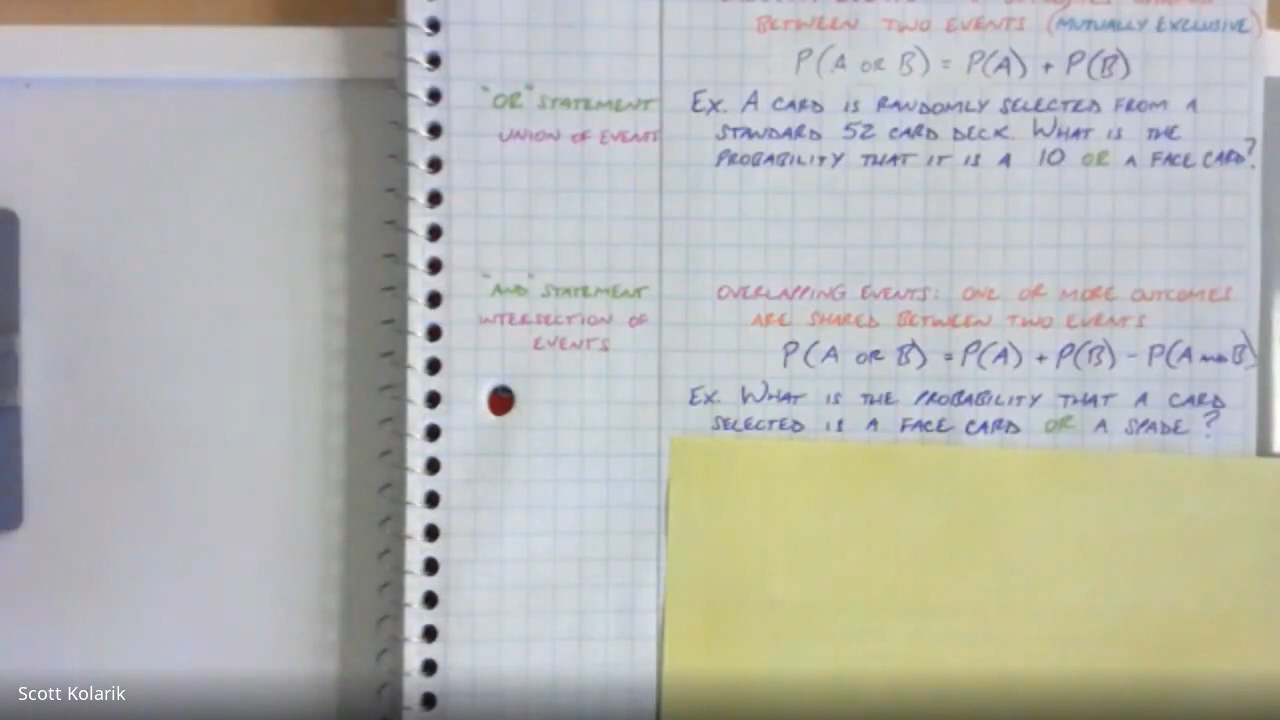 BETWEEN TWO EVENTS (MUTUALLY EXCLUSIVE)
P(A OR B) = P(A) + P(B)
"OR" STATEMENT
UNION OF EVENTS
EX. A CARD IS RANDOMLY SELECTED FROM A
STANDARD 52 CARD DECK. WHAT IS THE
PROBABILITY THAT IT IS A 10 OR A FACE CARD?
"AND" STATEMENT
INTERSECTION OF
EVENTS
OVERLAPPING EVENTS: ONE OR MORE OUTCOMES
ARE SHARED BETWEEN TWO EVENTS
P(A OR B) = P(A) + P(B) - P(A AND B)
EX. WHAT IS THE PROBABILITY THAT A CARD
SELECTED IS A FACE CARD OR A SPADE?
Scott Kolarik